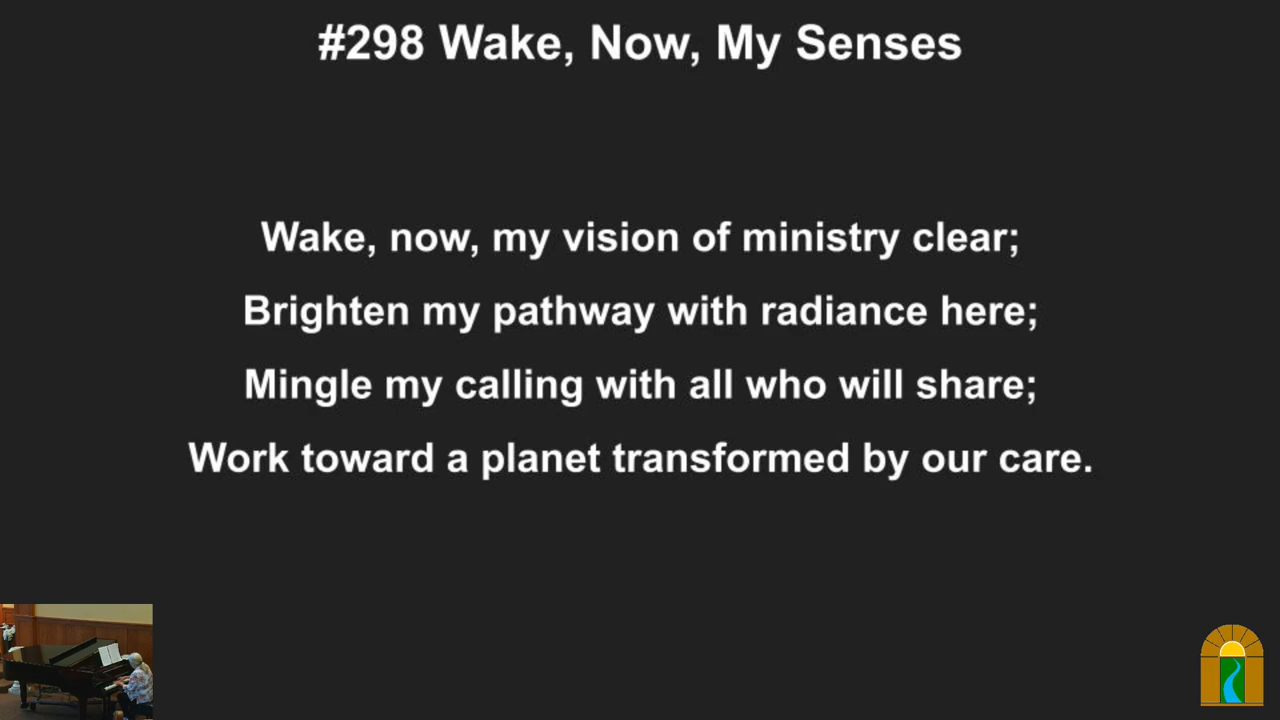 #298 Wake, Now, My Senses
Wake, now, my vision of ministry clear;
Brighten my pathway with radiance here;
Mingle my calling with all who will share;
Work toward a planet transformed by our care.